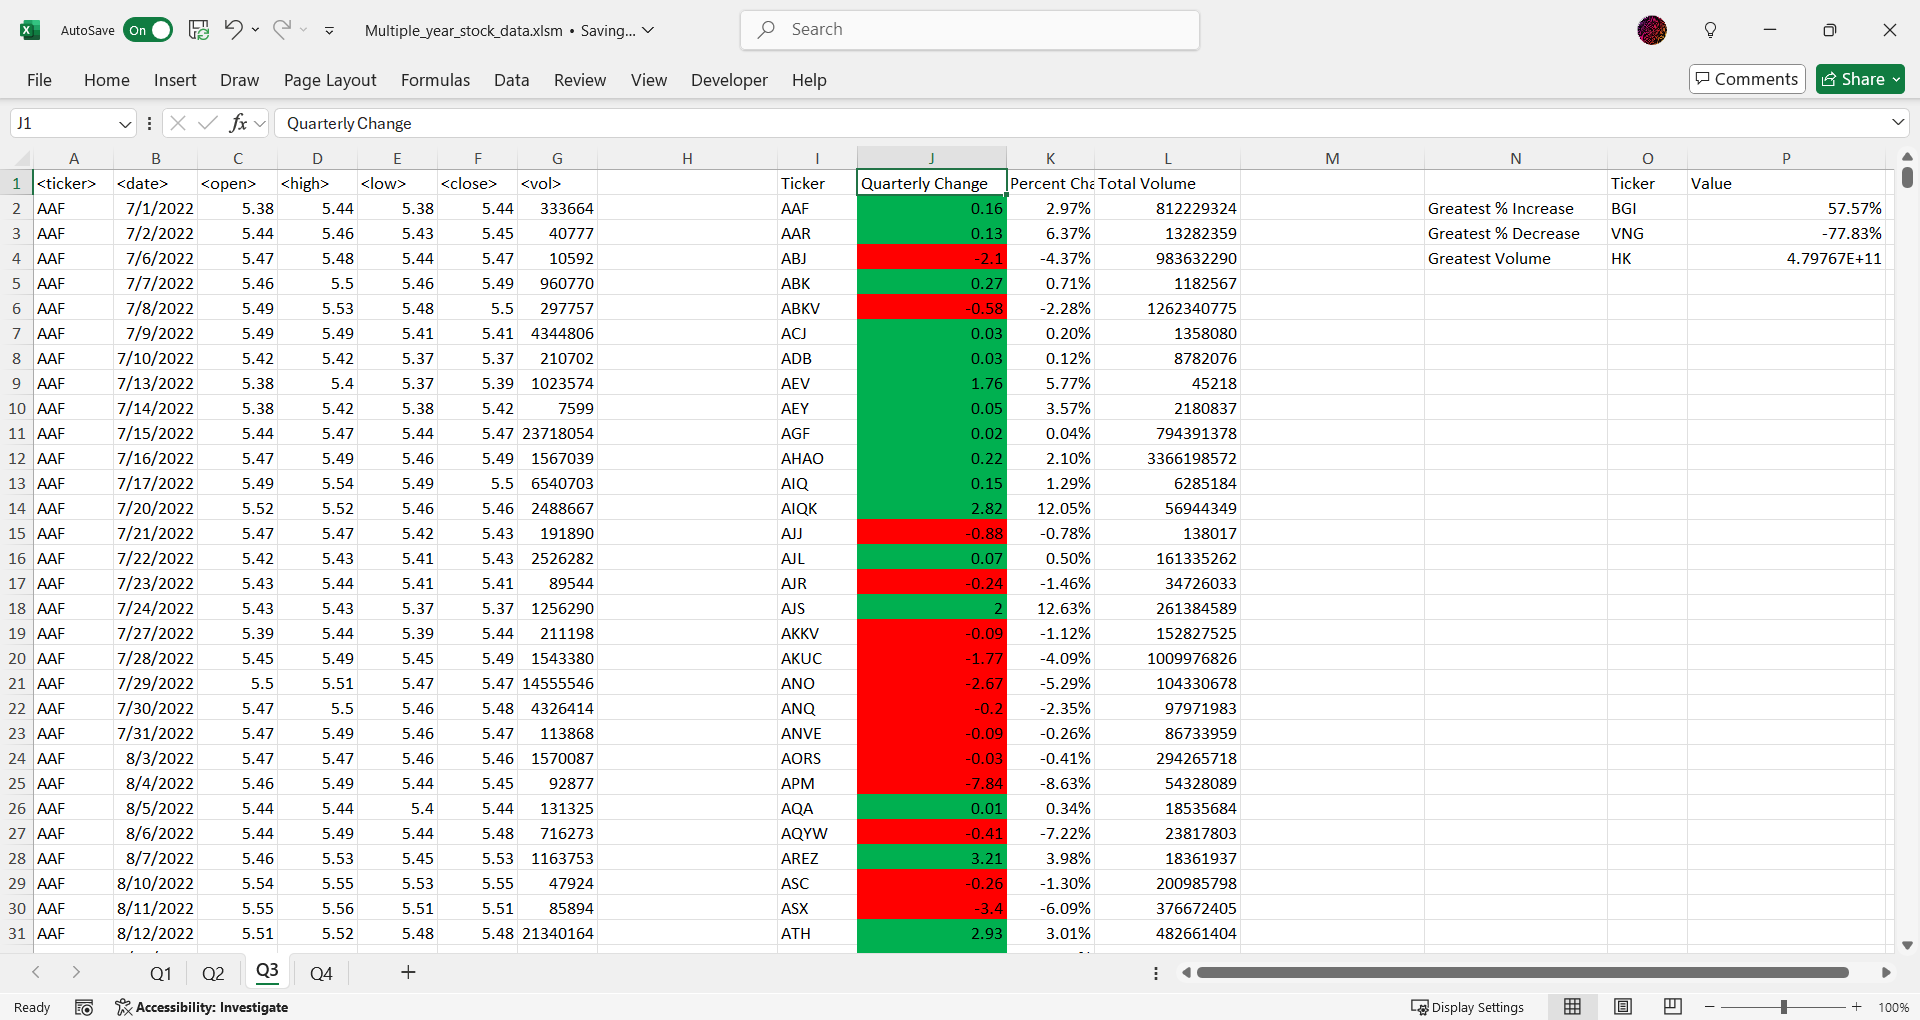 AutoSave On Multiple_year_stock_data.xlsm • Saving... Search
File Home Insert Draw Page Layout Formulas Data Review View Developer Help Comments Share
J1 fx Quarterly Change
A B C D E F G H I J K L M N O P
1 <ticker> <date> <open> <high> <low> <close> <vol> Ticker Quarterly Change Percent Cha Total Volume Ticker Value
2 AAF 7/1/2022 5.38 5.44 5.38 5.44 333664 AAF 0.16 2.97% 812229324 Greatest % Increase BGI 57.57%
3 AAF 7/2/2022 5.44 5.46 5.43 5.45 40777 AAR 0.13 6.37% 13282359 Greatest % Decrease VNG -77.83%
4 AAF 7/6/2022 5.47 5.48 5.44 5.47 10592 ABJ -2.1 -4.37% 983632290 Greatest Volume HK 4.79767E+11
5 AAF 7/7/2022 5.46 5.5 5.46 5.49 960770 ABK 0.27 0.71% 1182567
6 AAF 7/8/2022 5.49 5.53 5.48 5.5 297757 ABKV -0.58 -2.28% 1262340775
7 AAF 7/9/2022 5.49 5.49 5.41 5.41 4344806 ACJ 0.03 0.20% 1358080
8 AAF 7/10/2022 5.42 5.42 5.37 5.37 210702 ADB 0.03 0.12% 8782076
9 AAF 7/13/2022 5.38 5.4 5.37 5.39 1023574 AEV 1.76 5.77% 45218
10 AAF 7/14/2022 5.38 5.42 5.38 5.42 7599 AEY 0.05 3.57% 2180837
11 AAF 7/15/2022 5.44 5.47 5.44 5.47 23718054 AGF 0.02 0.04% 794391378
12 AAF 7/16/2022 5.47 5.49 5.46 5.49 1567039 AHAO 0.22 2.10% 3366198572
13 AAF 7/17/2022 5.49 5.54 5.49 5.5 6540703 AIQ 0.15 1.29% 6285184
14 AAF 7/20/2022 5.52 5.52 5.46 5.46 2488667 AIQK 2.82 12.05% 56944349
15 AAF 7/21/2022 5.47 5.47 5.42 5.43 191890 AJJ -0.88 -0.78% 138017
16 AAF 7/22/2022 5.42 5.43 5.41 5.43 2526282 AJL 0.07 0.50% 161335262
17 AAF 7/23/2022 5.43 5.44 5.41 5.41 89544 AJR -0.24 -1.46% 34726033
18 AAF 7/24/2022 5.43 5.43 5.37 5.37 1256290 AJS 2 12.63% 261384589
19 AAF 7/27/2022 5.39 5.44 5.39 5.44 211198 AKKV -0.09 -1.12% 152827525
20 AAF 7/28/2022 5.45 5.49 5.45 5.49 1543380 AKUC -1.77 -4.09% 1009976826
21 AAF 7/29/2022 5.5 5.51 5.47 5.47 14555546 ANO -2.67 -5.29% 104330678
22 AAF 7/30/2022 5.47 5.5 5.46 5.48 4326414 ANQ -0.2 -2.35% 97971983
23 AAF 7/31/2022 5.47 5.49 5.46 5.47 113868 ANVE -0.09 -0.26% 86733959
24 AAF 8/3/2022 5.47 5.47 5.46 5.46 1570087 AORS -0.03 -0.41% 294265718
25 AAF 8/4/2022 5.46 5.49 5.44 5.45 92877 APM -7.84 -8.63% 54328089
26 AAF 8/5/2022 5.44 5.44 5.4 5.44 131325 AQA 0.01 0.34% 18535684
27 AAF 8/6/2022 5.44 5.49 5.44 5.48 716273 AQYW -0.41 -7.22% 23817803
28 AAF 8/7/2022 5.46 5.53 5.45 5.53 1163753 AREZ 3.21 3.98% 18361937
29 AAF 8/10/2022 5.54 5.55 5.53 5.55 47924 ASC -0.26 -1.30% 200985798
30 AAF 8/11/2022 5.55 5.56 5.51 5.51 85894 ASX -3.4 -6.09% 376672405
31 AAF 8/12/2022 5.51 5.52 5.48 5.48 21340164 ATH 2.93 3.01% 482661404
Q1 Q2 Q3 Q4
Ready Accessibility: Investigate Display Settings 100%